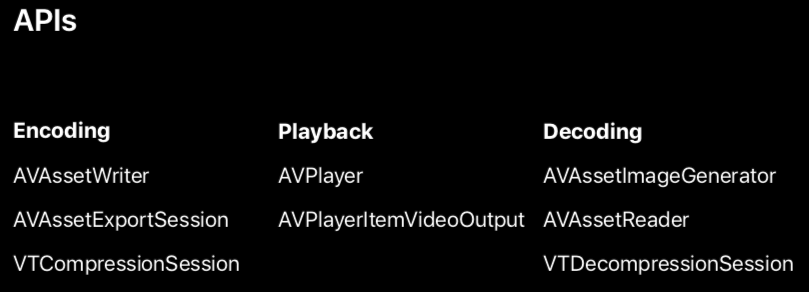 APIs
Encoding
AVAssetWriter
AVAssetExportSession
VTCompressionSession
Playback
AVPlayer
AVPlayerItemVideoOutput
Decoding
AVAssetImageGenerator
AVAssetReader
VTDecompressionSession